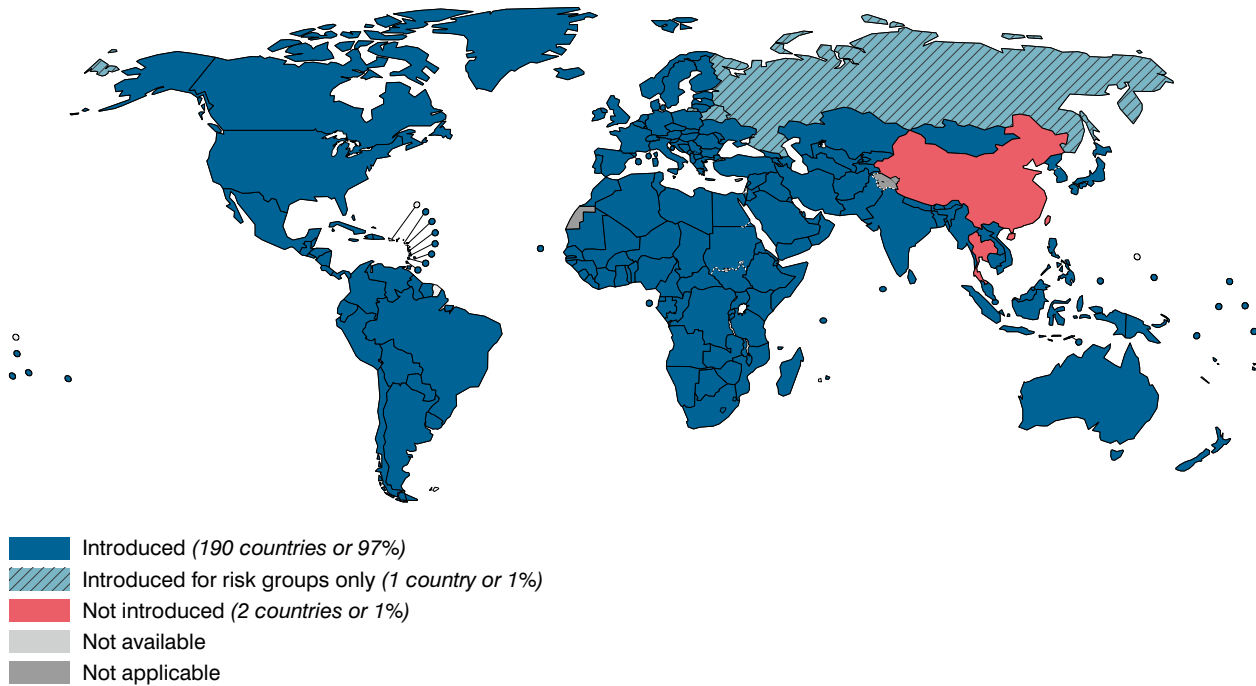 Introduced (190 countries or 97%)
Introduced for risk groups only (1 country or 1%)
Not introduced (2 countries or 1%)
Not available
Not applicable